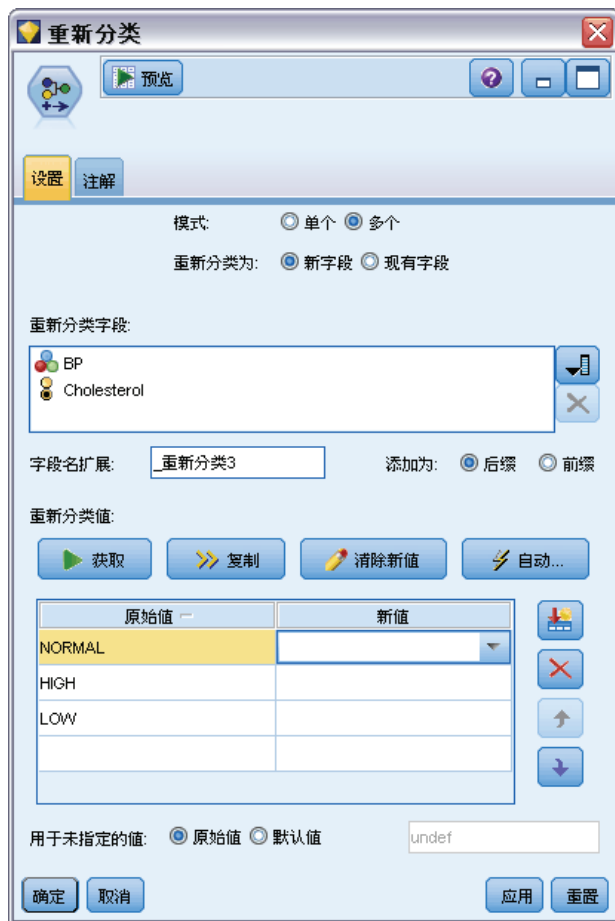 重新分类
预览
设置 注解
模式: 单个 多个
重新分类为: 新字段 现有字段
重新分类字段:
BP
Cholesterol
字段名扩展: _重新分类3 添加为: 后缀 前缀
重新分类值:
获取 复制 清除新值 自动...
原始值 新值
NORMAL
HIGH
LOW
用于未指定的值: 原始值 默认值 undef
确定 取消 应用 重置